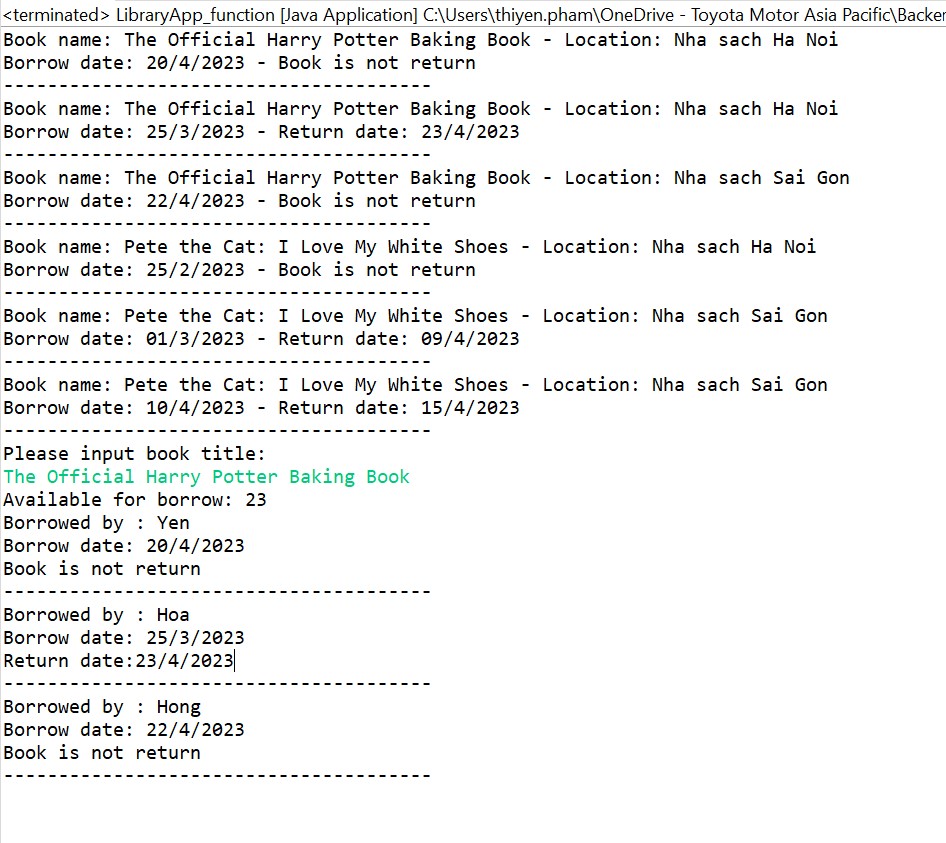 <terminated> LibraryApp_function [Java Application] C:\Users\thiyen.pham\OneDrive - Toyota Motor Asia Pacific\Backer
Book name: The Official Harry Potter Baking Book - Location: Nha sach Ha Noi
Borrow date: 20/4/2023 - Book is not return
---------------------------------------
Book name: The Official Harry Potter Baking Book - Location: Nha sach Ha Noi
Borrow date: 25/3/2023 - Return date: 23/4/2023
---------------------------------------
Book name: The Official Harry Potter Baking Book - Location: Nha sach Sai Gon
Borrow date: 22/4/2023 - Book is not return
---------------------------------------
Book name: Pete the Cat: I Love My White Shoes - Location: Nha sach Ha Noi
Borrow date: 25/2/2023 - Book is not return
---------------------------------------
Book name: Pete the Cat: I Love My White Shoes - Location: Nha sach Sai Gon
Borrow date: 01/3/2023 - Return date: 09/4/2023
---------------------------------------
Book name: Pete the Cat: I Love My White Shoes - Location: Nha sach Sai Gon
Borrow date: 10/4/2023 - Return date: 15/4/2023
---------------------------------------
Please input book title:
The Official Harry Potter Baking Book
Available for borrow: 23
Borrowed by : Yen
Borrow date: 20/4/2023
Book is not return
---------------------------------------
Borrowed by : Hoa
Borrow date: 25/3/2023
Return date:23/4/2023
---------------------------------------
Borrowed by : Hong
Borrow date: 22/4/2023
Book is not return
---------------------------------------